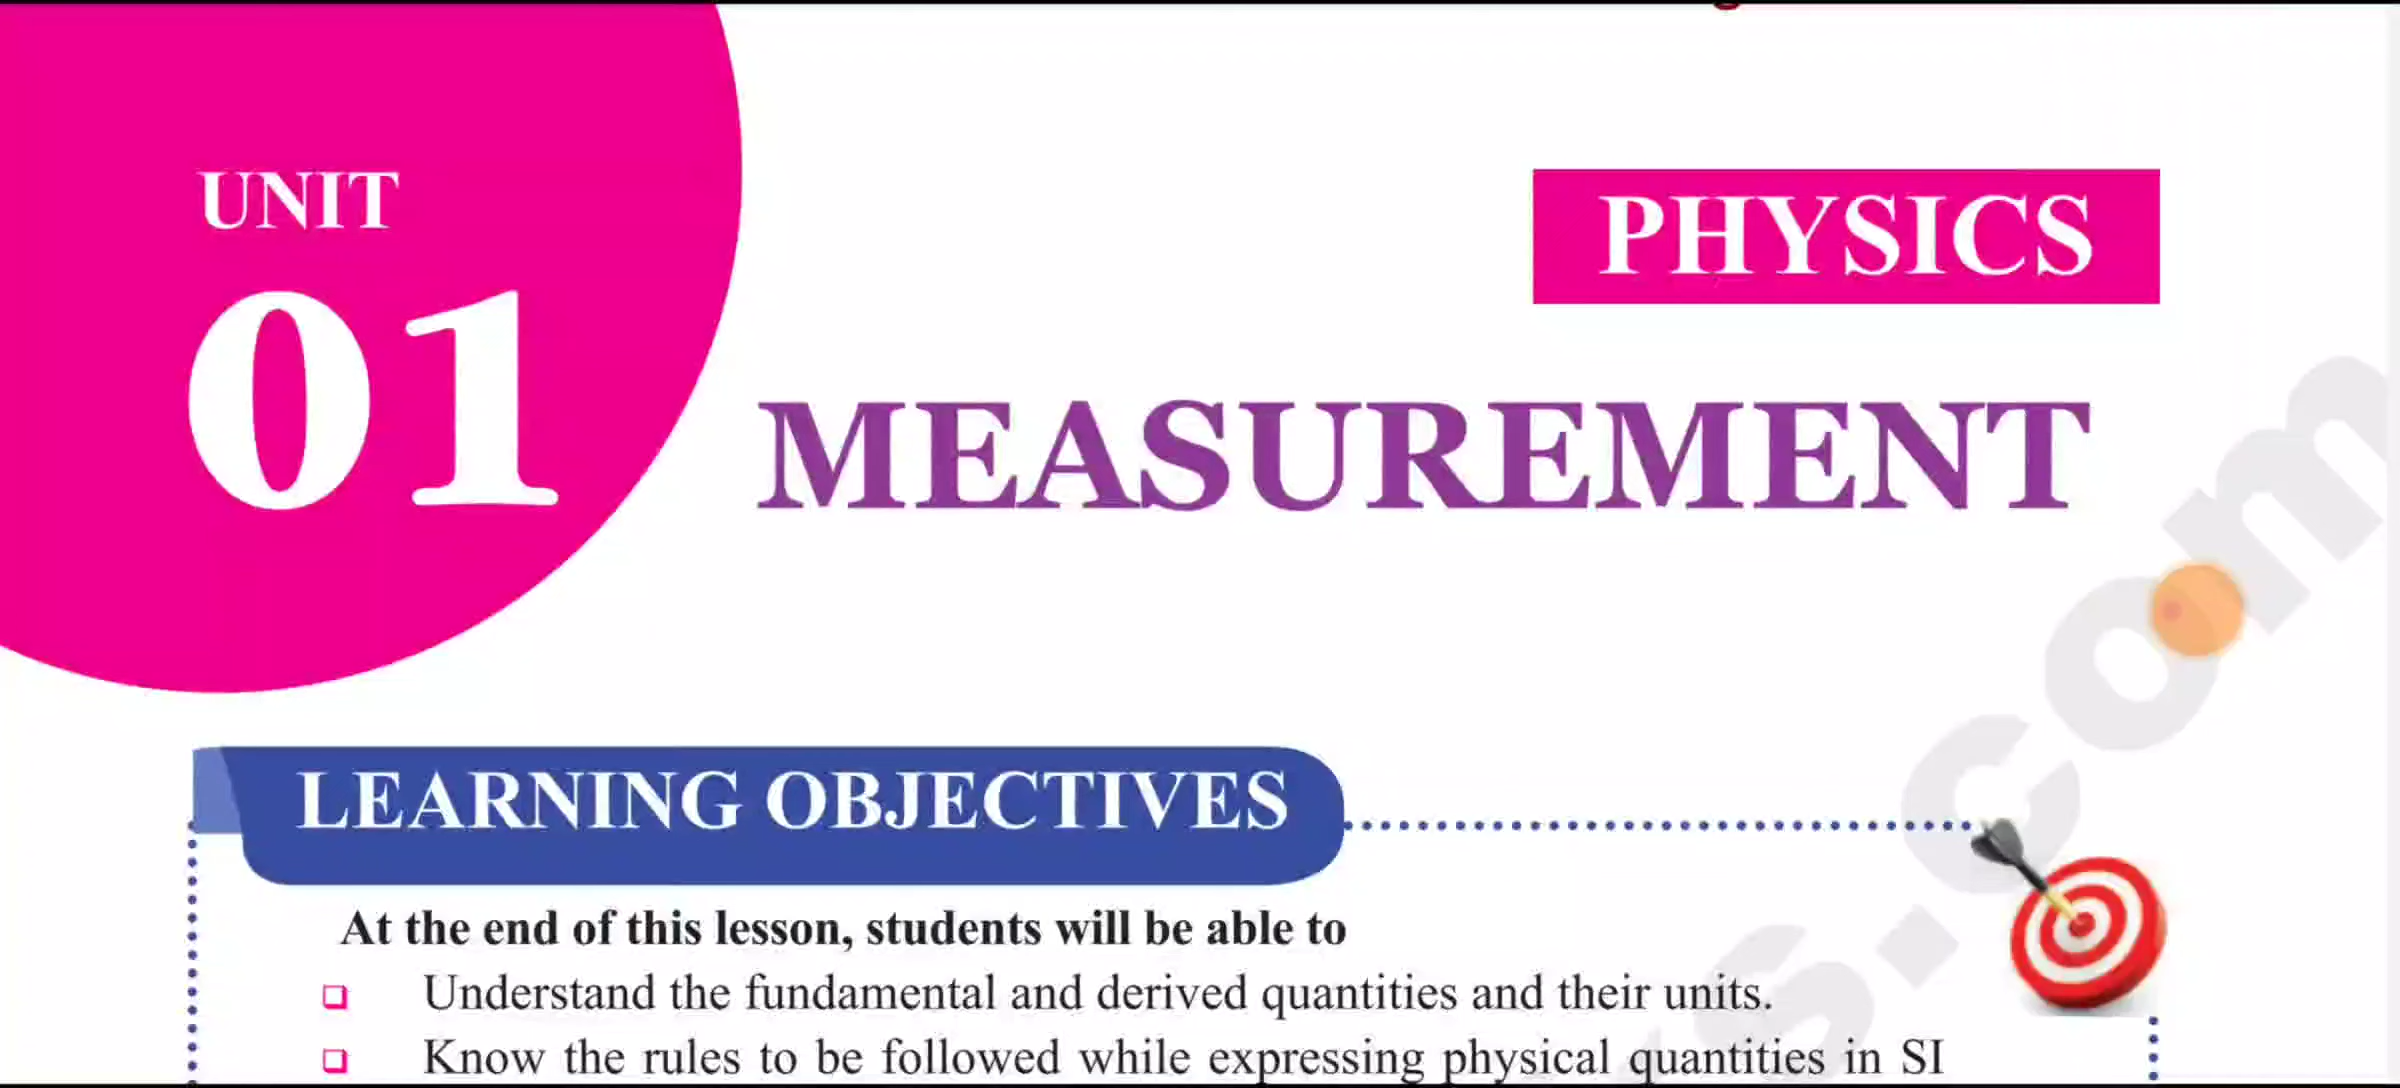 UNIT
01
PHYSICS
MEASUREMENT
LEARNING OBJECTIVES
At the end of this lesson, students will be able to
❑ Understand the fundamental and derived quantities and their units.
❑ Know the rules to be followed while expressing physical quantities in SI
s.com